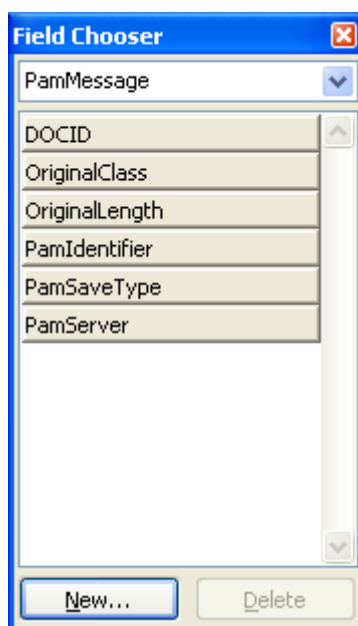 Field Chooser
PamMessage
DOCID
OriginalClass
OriginalLength
PamIdentifier
PamSaveType
PamServer
New... Delete